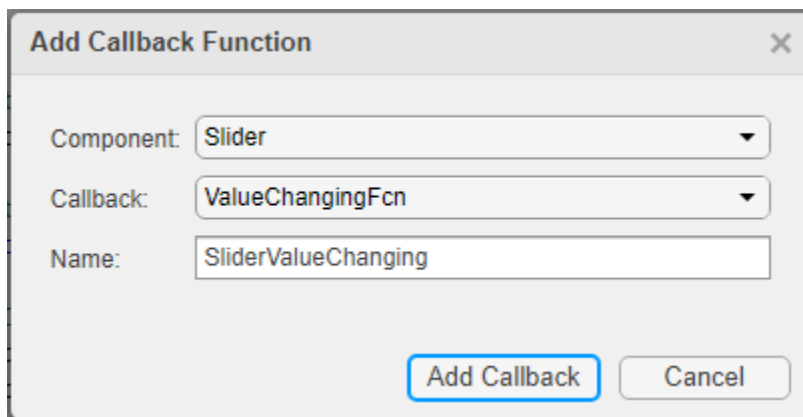 Add Callback Function
Component: Slider
Callback: ValueChangingFcn
Name: SliderValueChanging
Add Callback Cancel